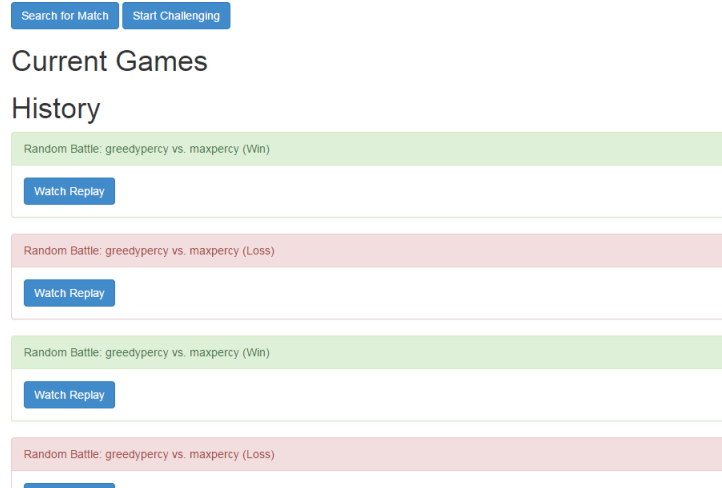 Search for Match Start Challenging
Current Games
History
Random Battle: greedypercy vs. maxpercy (Win)
Watch Replay
Random Battle: greedypercy vs. maxpercy (Loss)
Watch Replay
Random Battle: greedypercy vs. maxpercy (Win)
Watch Replay
Random Battle: greedypercy vs. maxpercy (Loss)